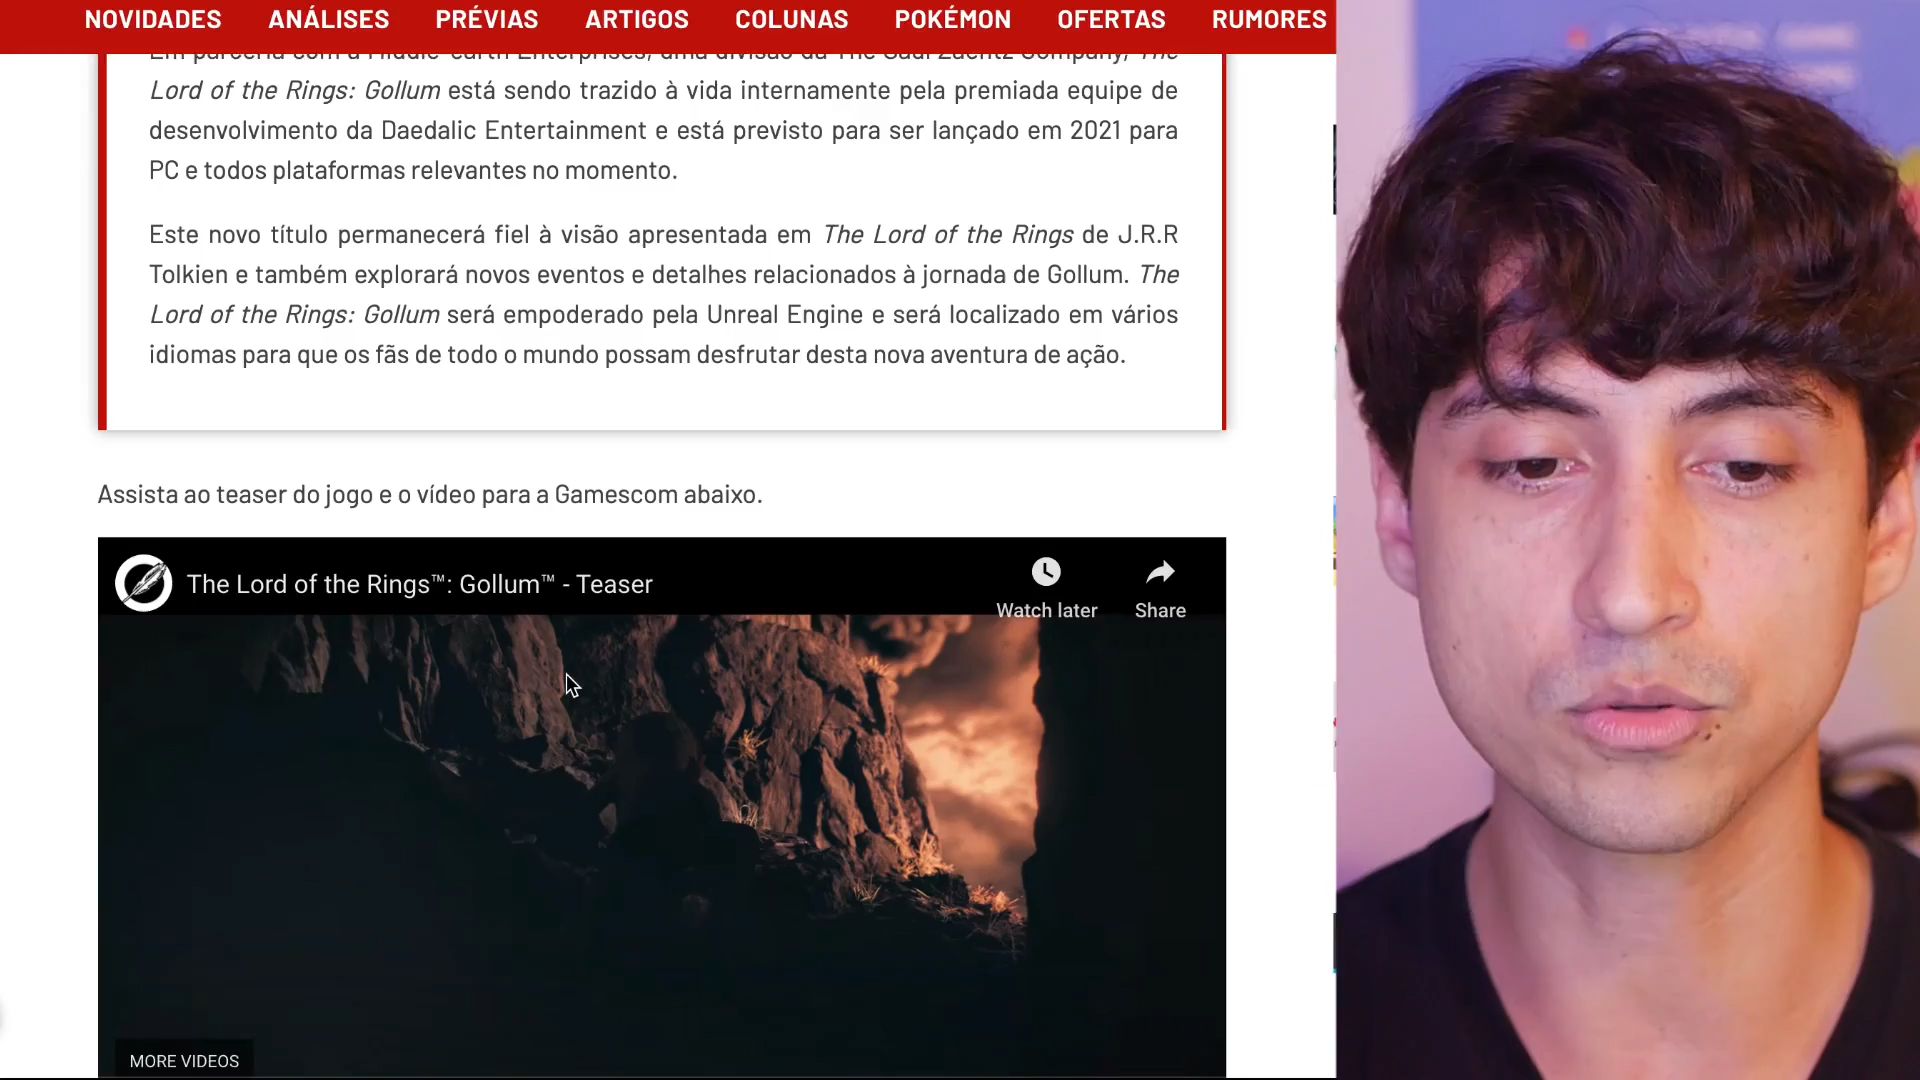 NOVIDADES ANÁLISES PRÉVIAS ARTIGOS COLUNAS POKÉMON OFERTAS RUMORES
Em parceria com a Middle-earth Enterprises, uma divisão da The Saul Zaentz Company, The
Lord of the Rings: Gollum está sendo trazido à vida internamente pela premiada equipe de
desenvolvimento da Daedalic Entertainment e está previsto para ser lançado em 2021 para
PC e todos plataformas relevantes no momento.
Este novo título permanecerá fiel à visão apresentada em The Lord of the Rings de J.R.R
Tolkien e também explorará novos eventos e detalhes relacionados à jornada de Gollum. The
Lord of the Rings: Gollum será empoderado pela Unreal Engine e será localizado em vários
idiomas para que os fãs de todo o mundo possam desfrutar desta nova aventura de ação.
Assista ao teaser do jogo e o vídeo para a Gamescom abaixo.
The Lord of the Rings™: Gollum™ - Teaser
Watch later
Share
MORE VIDEOS